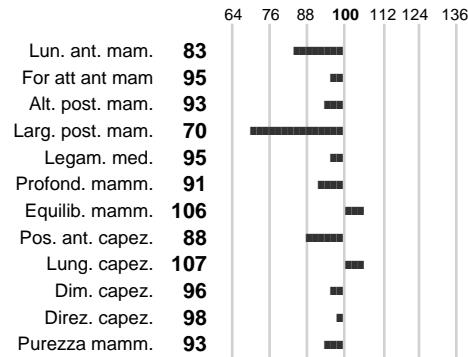 64 76 88 100 112 124 136
Lun. ant. mam. 83
For att ant mam 95
Alt. post. mam. 93
Larg. post. mam. 70
Legam. med. 95
Profond. mamm. 91
Equilib. mamm. 106
Pos. ant. capez. 88
Lung. capez. 107
Dim. capez. 96
Direz. capez. 98
Purezza mamm. 93